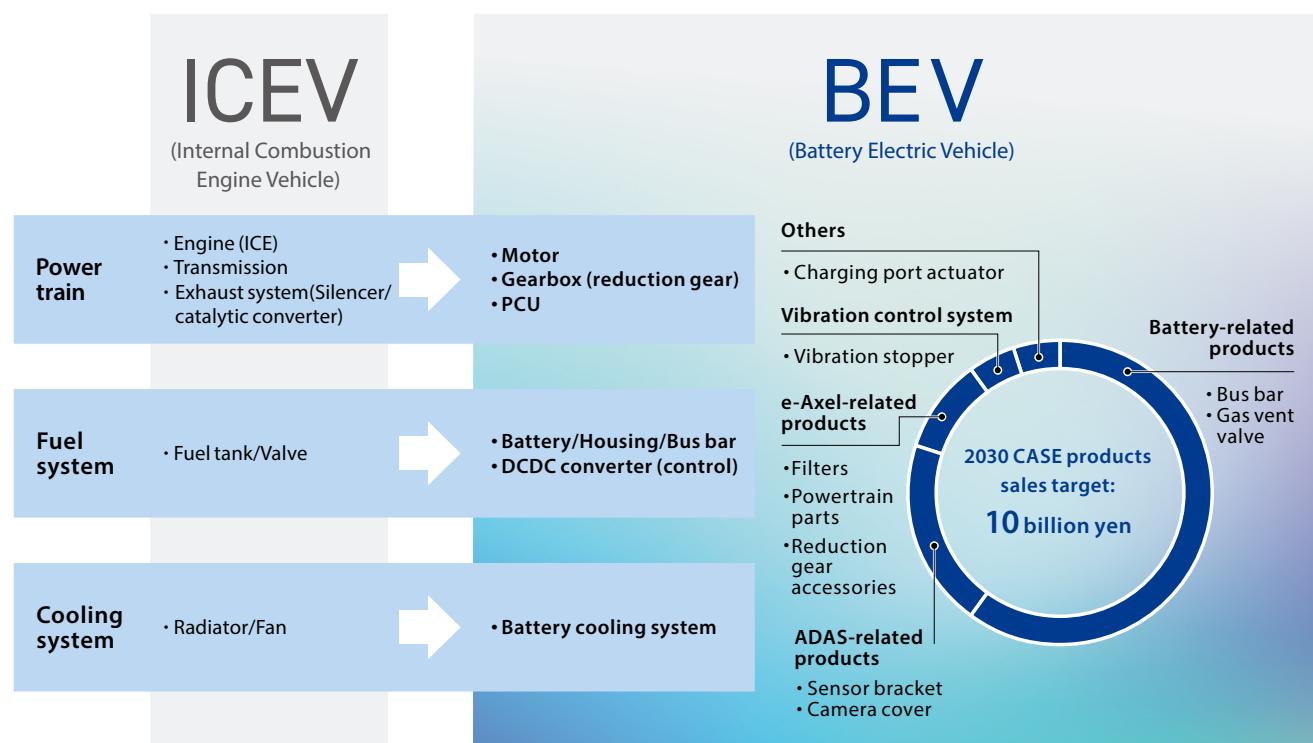 ICEV
(Internal Combustion
Engine Vehicle)
BEV
(Battery Electric Vehicle)
Power
train
・Engine (ICE)
・Transmission
・Exhaust system(Silencer/
catalytic converter)
・Motor
・Gearbox (reduction gear)
・PCU
Fuel
system
・Fuel tank/Valve
・Battery/Housing/Bus bar
・DCDC converter (control)
Cooling
system
・Radiator/Fan
・Battery cooling system
Others
・Charging port actuator
Vibration control system
・Vibration stopper
e-Axel-related
products
・Filters
・Powertrain
parts
・Reduction
gear
accessories
ADAS-related
products
・Sensor bracket
・Camera cover
Battery-related
products
・Bus bar
・Gas vent
valve
2030 CASE products
sales target:
10 billion yen